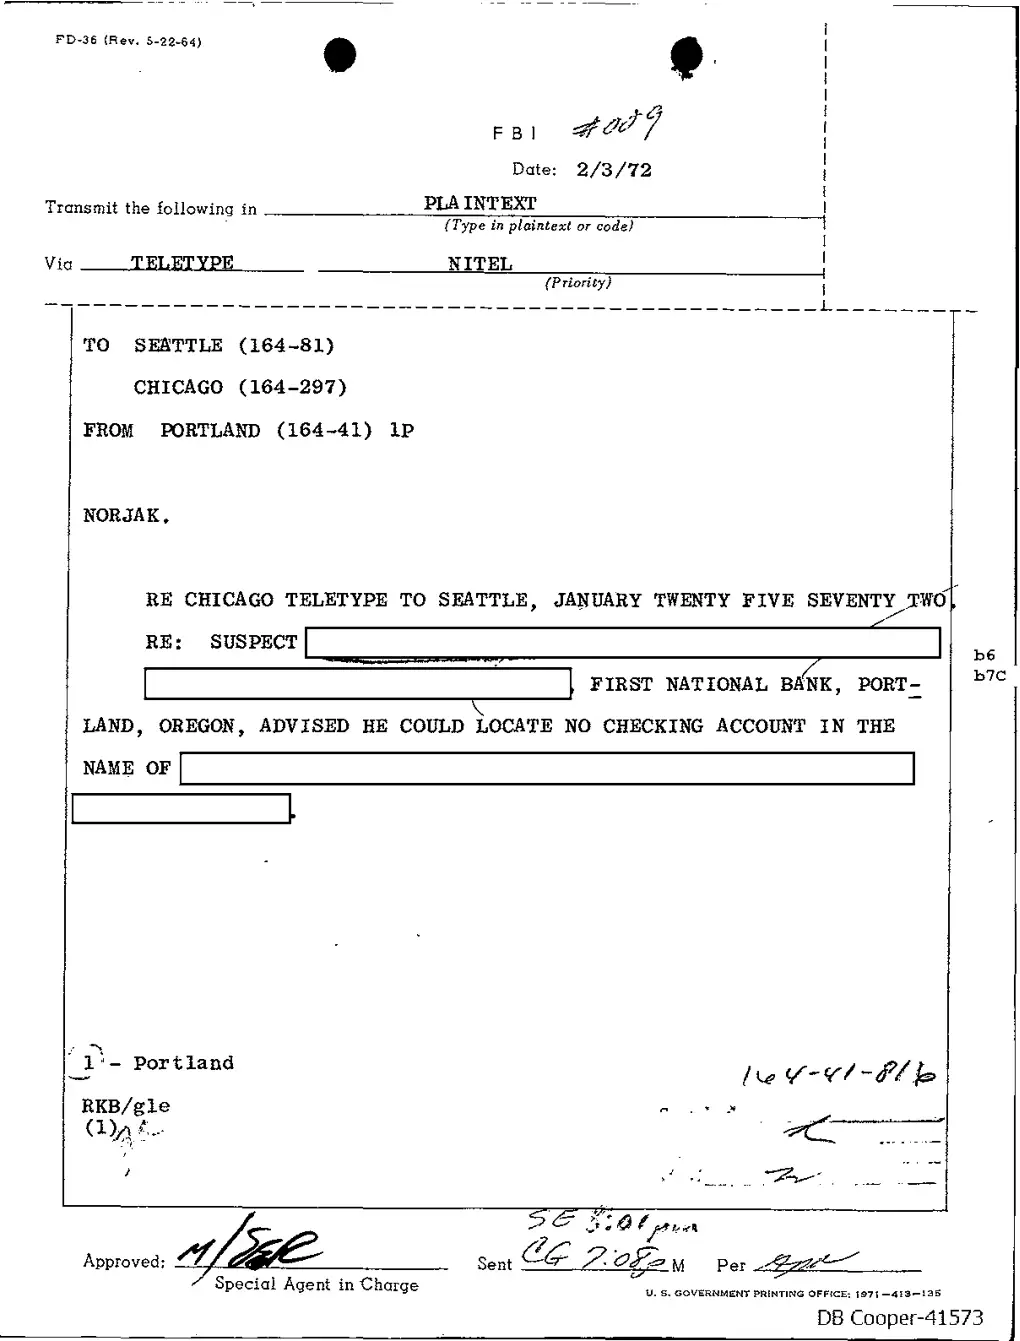 FD-36 (Rev. 5-22-64)
FBI #009
Date: 2/3/72
Transmit the following in PLAINTEXT
(Type in plaintext or code)
Via TELETYPE NITEL
(Priority)
TO SEATTLE (164-81)
CHICAGO (164-297)
FROM PORTLAND (164-41) 1P
NORJAK.
RE CHICAGO TELETYPE TO SEATTLE, JANUARY TWENTY FIVE SEVENTY TWO.
RE: SUSPECT
b6
b7C
, FIRST NATIONAL BANK, PORT-
LAND, OREGON, ADVISED HE COULD LOCATE NO CHECKING ACCOUNT IN THE
NAME OF
.
1 - Portland
164-41-816
RKB/gle
(1)
SE 8:01 pm
Approved: Sent CG 7:08p M Per
Special Agent in Charge
U. S. GOVERNMENT PRINTING OFFICE: 1971-413-135
DB Cooper-41573